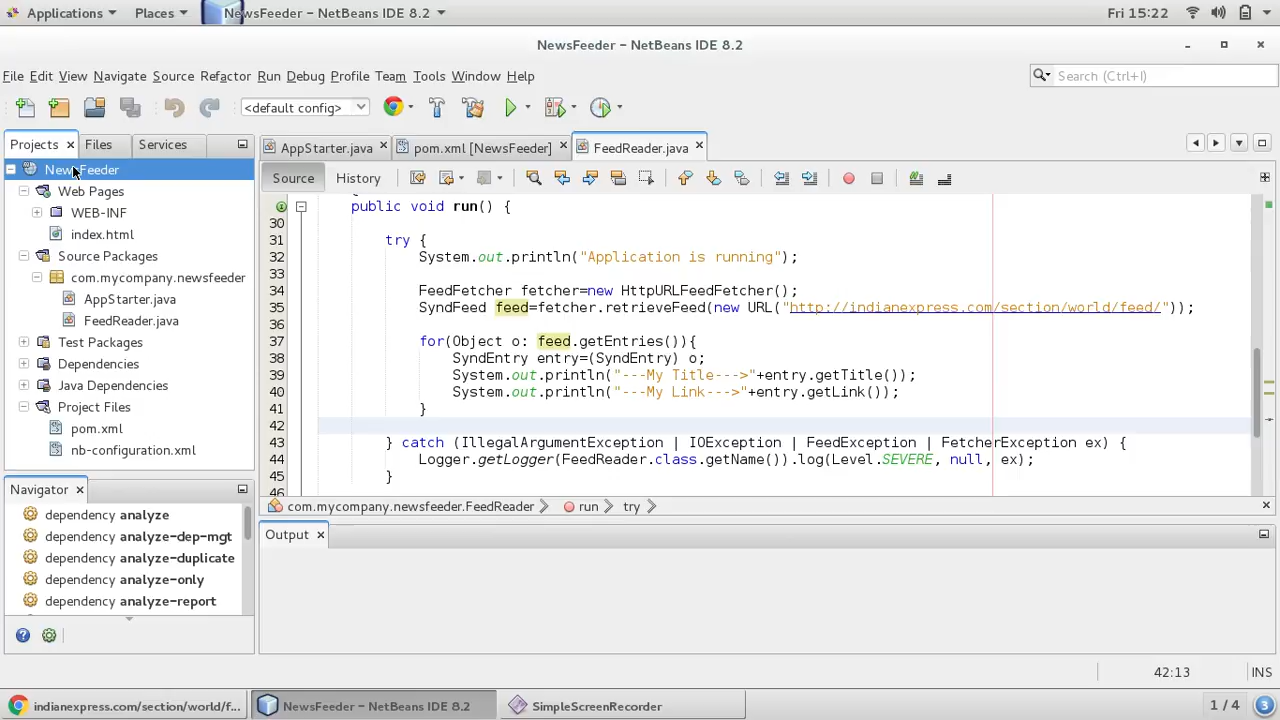 Applications Places NewsFeeder – NetBeans IDE 8.2 Fri 15:22
NewsFeeder – NetBeans IDE 8.2
File Edit View Navigate Source Refactor Run Debug Profile Team Tools Window Help Search (Ctrl+I)
<default config>
Projects Files Services AppStarter.java pom.xml [NewsFeeder] FeedReader.java
Source History
NewsFeeder
Web Pages
WEB-INF
index.html
Source Packages
com.mycompany.newsfeeder
AppStarter.java
FeedReader.java
Test Packages
Dependencies
Java Dependencies
Project Files
pom.xml
nb-configuration.xml
public void run() {
30
31 try {
32 System.out.println("Application is running");
33
34 FeedFetcher fetcher=new HttpURLFeedFetcher();
35 SyndFeed feed=fetcher.retrieveFeed(new URL("http://indianexpress.com/section/world/feed/"));
36
37 for(Object o: feed.getEntries()){
38 SyndEntry entry=(SyndEntry) o;
39 System.out.println("---My Title--->"+entry.getTitle());
40 System.out.println("---My Link--->"+entry.getLink());
41 }
42
43 } catch (IllegalArgumentException | IOException | FeedException | FetcherException ex) {
44 Logger.getLogger(FeedReader.class.getName()).log(Level.SEVERE, null, ex);
45 }
46
com.mycompany.newsfeeder.FeedReader run try
Navigator
dependency analyze
dependency analyze-dep-mgt
dependency analyze-duplicate
dependency analyze-only
dependency analyze-report
Output
42:13 INS
indianexpress.com/section/world/f... NewsFeeder – NetBeans IDE 8.2 SimpleScreenRecorder 1 / 4 3